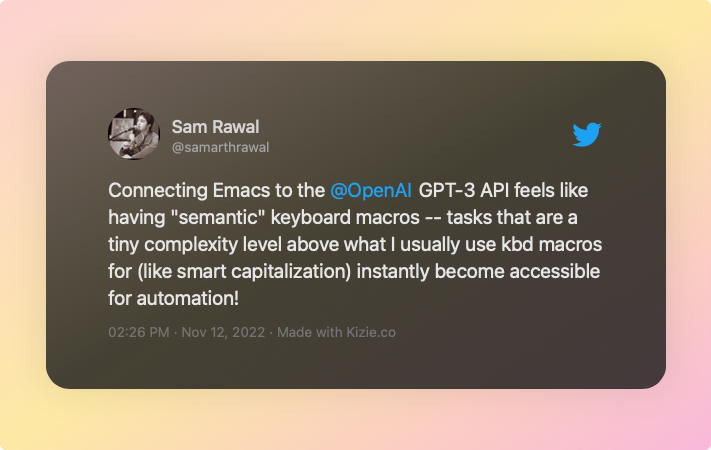 Sam Rawal
@samarthrawal
Connecting Emacs to the @OpenAI GPT-3 API feels like
having "semantic" keyboard macros -- tasks that are a
tiny complexity level above what I usually use kbd macros
for (like smart capitalization) instantly become accessible
for automation!
02:26 PM · Nov 12, 2022 · Made with Kizie.co